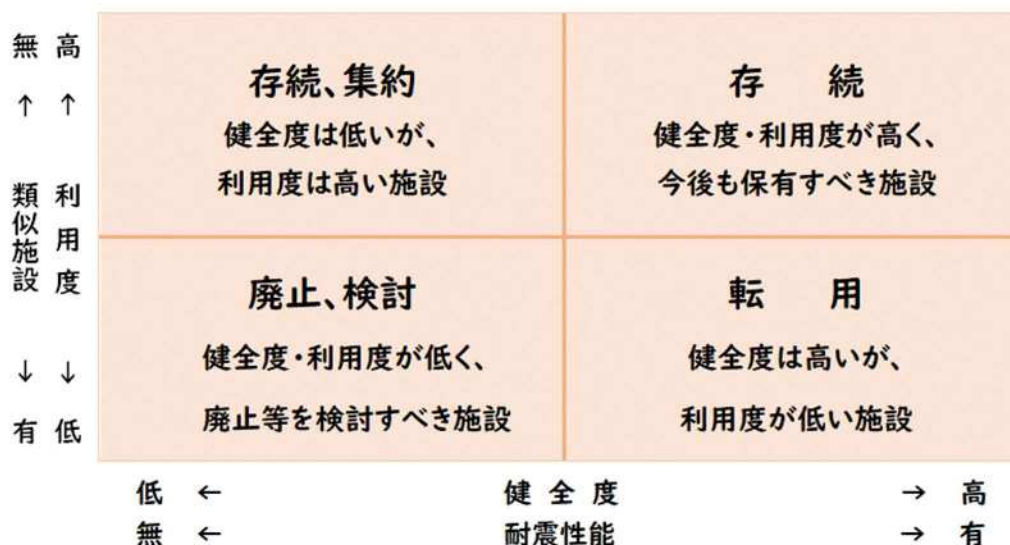 無 高
↑ ↑
類似施設 利用度
↓ ↓
有 低
存続、集約
健全度は低いが、
利用度は高い施設
存 続
健全度・利用度が高く、
今後も保有すべき施設
廃止、検討
健全度・利用度が低く、
廃止等を検討すべき施設
転 用
健全度は高いが、
利用度が低い施設
低 ← 健全度 → 高
無 ← 耐震性能 → 有